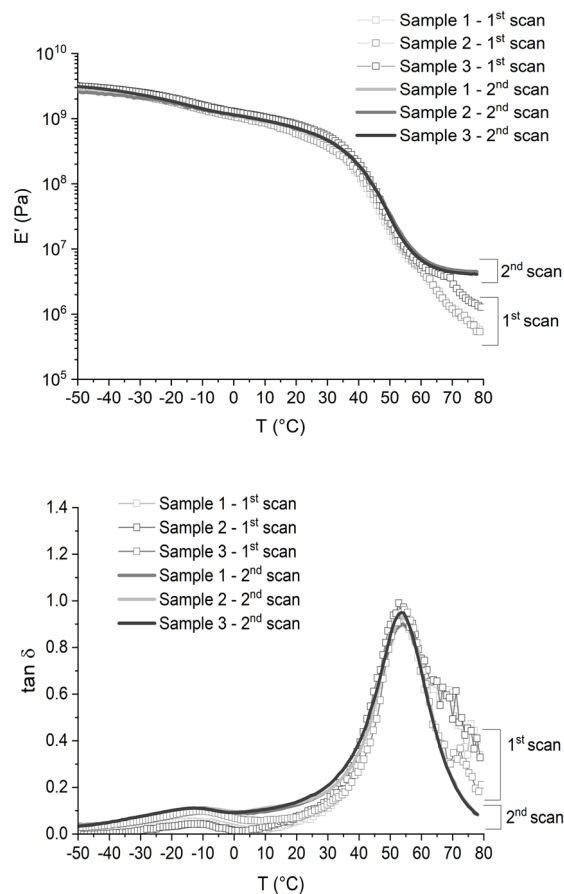 Sample 1 - 1st scan
Sample 2 - 1st scan
Sample 3 - 1st scan
Sample 1 - 2nd scan
Sample 2 - 2nd scan
Sample 3 - 2nd scan
10^10
10^9
10^8
10^7
10^6
10^5
E' (Pa)
2nd scan
1st scan
-50 -40 -30 -20 -10 0 10 20 30 40 50 60 70 80
T (°C)
Sample 1 - 1st scan
Sample 2 - 1st scan
Sample 3 - 1st scan
Sample 1 - 2nd scan
Sample 2 - 2nd scan
Sample 3 - 2nd scan
1.4
1.2
1.0
0.8
0.6
0.4
0.2
0.0
tan δ
1st scan
2nd scan
-50 -40 -30 -20 -10 0 10 20 30 40 50 60 70 80
T (°C)